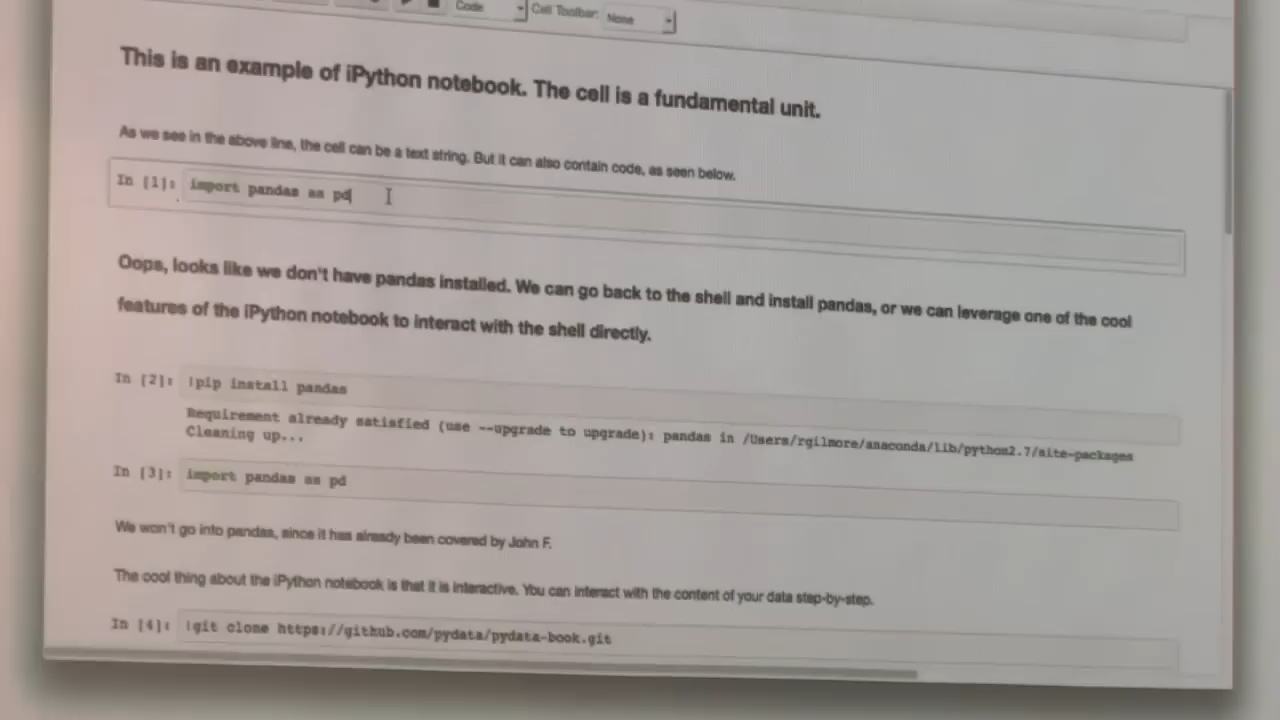 Code Cell Toolbar: None
This is an example of iPython notebook. The cell is a fundamental unit.
As we see in the above line, the cell can be a text string. But it can also contain code, as seen below.
In [1]: import pandas as pd
Oops, looks like we don't have pandas installed. We can go back to the shell and install pandas, or we can leverage one of the cool
features of the iPython notebook to interact with the shell directly.
In [2]: !pip install pandas
Requirement already satisfied (use --upgrade to upgrade): pandas in /Users/rgilmore/anaconda/lib/python2.7/site-packages
Cleaning up...
In [3]: import pandas as pd
We won't go into pandas, since it has already been covered by John F.
The cool thing about the iPython notebook is that it is interactive. You can interact with the content of your data step-by-step.
In [4]: !git clone https://github.com/pydata/pydata-book.git